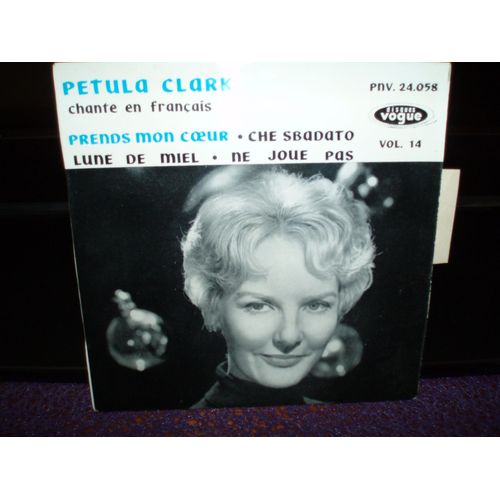 PETULA CLARK
chante en français
PRENDS MON CŒUR • CHE SBADATO
LUNE DE MIEL • NE JOUE PAS
PNV. 24.058
disques
vogue
VOL. 14